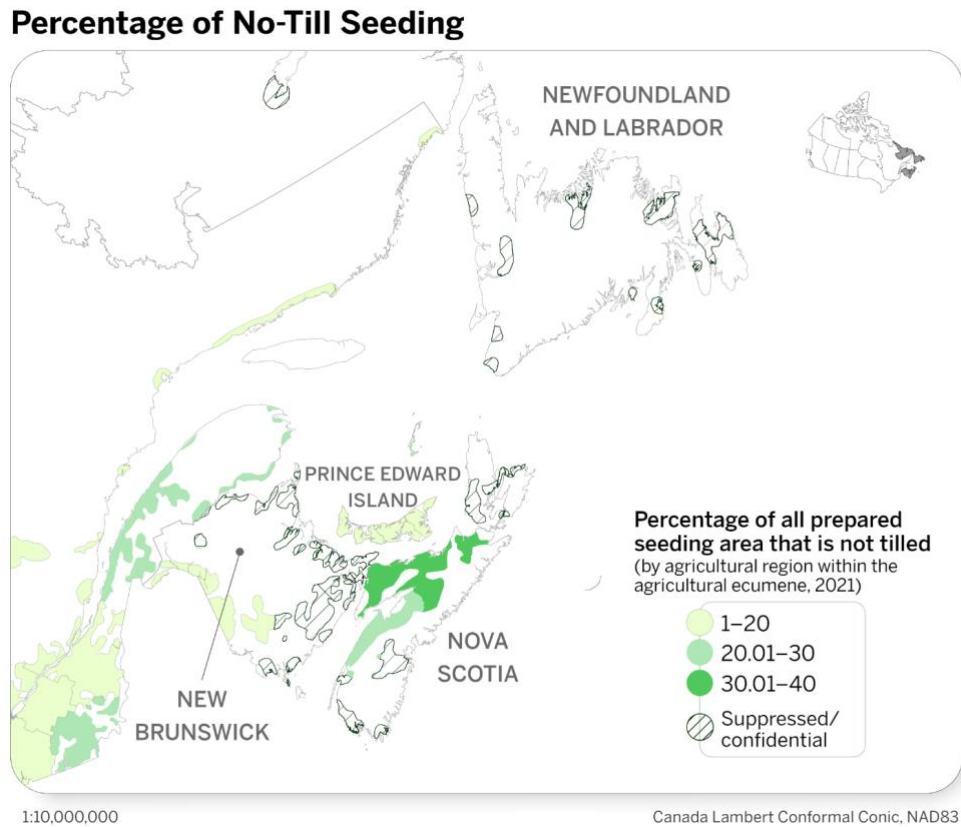 Percentage of No-Till Seeding
NEWFOUNDLAND
AND LABRADOR
PRINCE EDWARD
ISLAND
NOVA
SCOTIA
NEW
BRUNSWICK
Percentage of all prepared
seeding area that is not tilled
(by agricultural region within the
agricultural ecumene, 2021)
1–20
20.01–30
30.01–40
Suppressed/
confidential
1:10,000,000
Canada Lambert Conformal Conic, NAD83